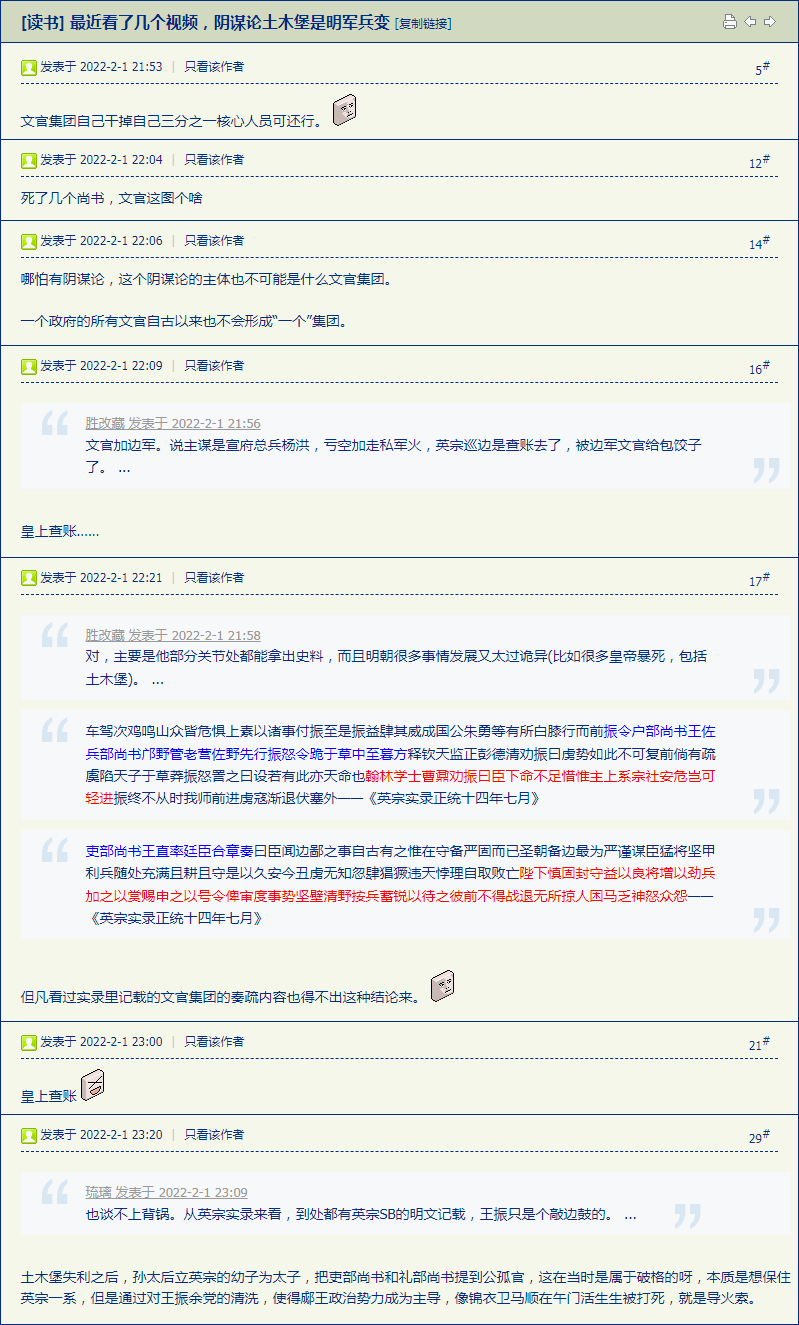 [读书] 最近看了几个视频，阴谋论土木堡是明军兵变 [复制链接]
发表于 2022-2-1 21:53 | 只看该作者
5#
文官集团自己干掉自己三分之一核心人员可还行。
发表于 2022-2-1 22:04 | 只看该作者
12#
死了几个尚书，文官这图个啥
发表于 2022-2-1 22:06 | 只看该作者
14#
哪怕有阴谋论，这个阴谋论的主体也不可能是什么文官集团。
一个政府的所有文官自古以来也不会形成“一个”集团。
发表于 2022-2-1 22:09 | 只看该作者
16#
胜改藏 发表于 2022-2-1 21:56
文官加边军。说主谋是宣府总兵杨洪，亏空加走私军火，英宗巡边是查账去了，被边军文官给包饺子
了。 ...
皇上查账......
发表于 2022-2-1 22:21 | 只看该作者
17#
胜改藏 发表于 2022-2-1 21:58
对，主要是他部分关节处都能拿出史料，而且明朝很多事情发展又太过诡异(比如很多皇帝暴死，包括
土木堡)。 ...
车驾次鸡鸣山众皆危惧上素以诸事付振至是振益肆其威成国公朱勇等有所白膝行而前振令户部尚书王佐
兵部尚书邝野管老营佐野先行振怒令跪于草中至暮方释钦天监正彭德清劝振曰虏势如此不可复前倘有疏
虞陷天子于草莽振怒詈之曰设若有此亦天命也翰林学士曹鼐劝振曰臣下命不足惜惟主上系宗社安危岂可
轻进振终不从时我师前进虏寇渐退伏塞外——《英宗实录正统十四年七月》
吏部尚书王直率廷臣合章奏曰臣闻边鄙之事自古有之惟在守备严固而已圣朝备边最为严谨谋臣猛将坚甲
利兵随处充满且耕且守是以久安今丑虏无知忽肆猖獗违天悖理自取败亡陛下慎固封守益以良将增以劲兵
加之以赏赐申之以号令俾审度事势坚壁清野按兵蓄锐以待之彼前不得战退无所掠人困马乏神怒众怨——
《英宗实录正统十四年七月》
但凡看过实录里记载的文官集团的奏疏内容也得不出这种结论来。
发表于 2022-2-1 23:00 | 只看该作者
21#
皇上查账
发表于 2022-2-1 23:20 | 只看该作者
29#
琉璃 发表于 2022-2-1 23:09
也谈不上背锅。从英宗实录来看，到处都有英宗SB的明文记载，王振只是个敲边鼓的。 ...
土木堡失利之后，孙太后立英宗的幼子为太子，把吏部尚书和礼部尚书提到公孤官，这在当时是属于破格的呀，本质是想保住
英宗一系，但是通过对王振余党的清洗，使得郕王政治势力成为主导，像锦衣卫马顺在午门活生生被打死，就是导火索。